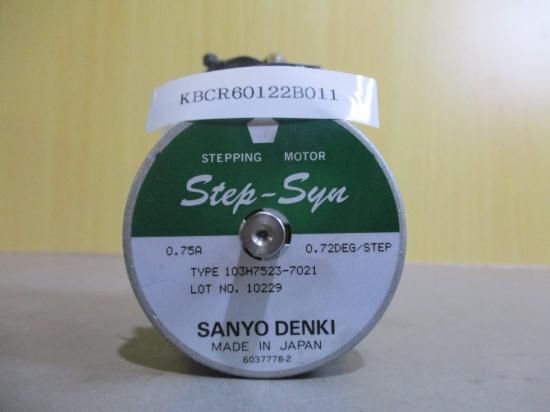 KBCR60122B011
STEPPING MOTOR
Step-Syn
0.75A 0.72DEG/STEP
TYPE 103H7523-7021
LOT NO. 10229
SANYO DENKI
MADE IN JAPAN
6037778-2